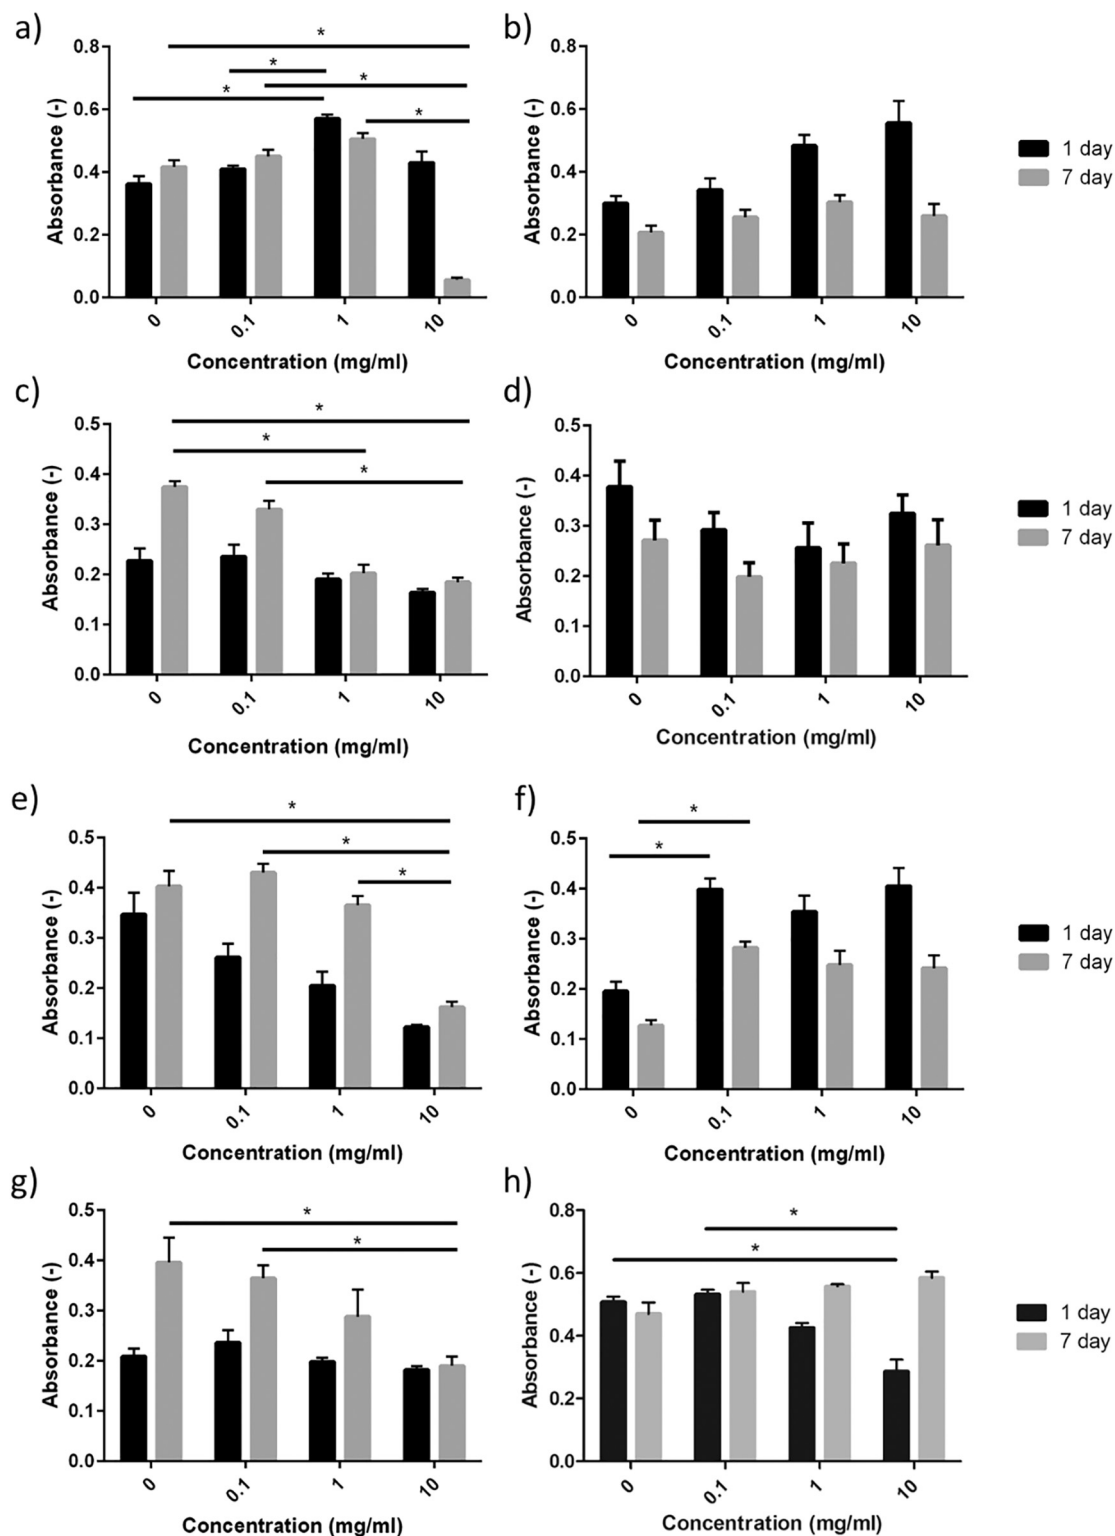 a)
*
*
*
*
*
0.8
0.6
0.4
0.2
0.0
Absorbance (-)
0
0.1
1
10
Concentration (mg/ml)
b)
0.8
0.6
0.4
0.2
0.0
Absorbance (-)
0
0.1
1
10
Concentration (mg/ml)
1 day
7 day
c)
*
*
*
0.5
0.4
0.3
0.2
0.1
0.0
Absorbance (-)
0
0.1
1
10
Concentration (mg/ml)
d)
0.5
0.4
0.3
0.2
0.1
0.0
Absorbance (-)
0
0.1
1
10
Concentration (mg/ml)
1 day
7 day
e)
*
*
*
0.5
0.4
0.3
0.2
0.1
0.0
Absorbance (-)
0
0.1
1
10
Concentration (mg/ml)
f)
*
*
0.5
0.4
0.3
0.2
0.1
0.0
Absorbance (-)
0
0.1
1
10
Concentration (mg/ml)
1 day
7 day
g)
*
*
0.5
0.4
0.3
0.2
0.1
0.0
Absorbance (-)
0
0.1
1
10
Concentration (mg/ml)
h)
*
*
0.8
0.6
0.4
0.2
0.0
Absorbance (-)
0
0.1
1
10
Concentration (mg/ml)
1 day
7 day